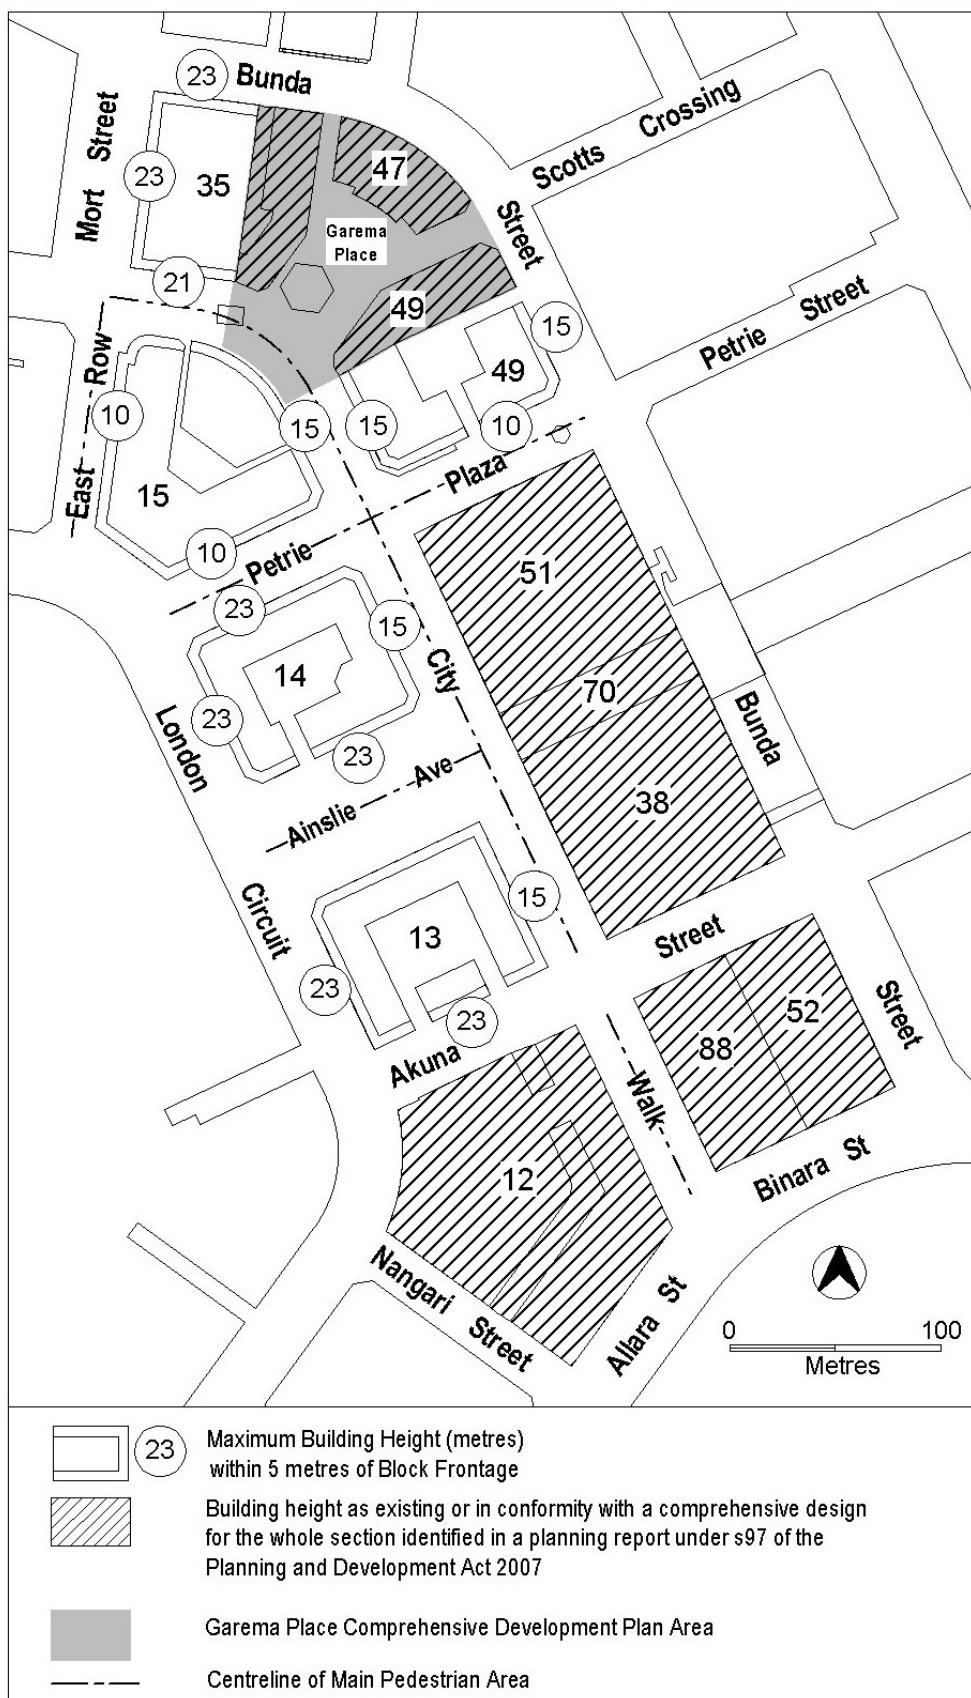 23
Bunda
Scotts Crossing
Mort Street
23
35
47
Garema
Place
Street
21
49
Petrie Street
15
49
East Row
10
15
15
10
Plaza
15
10
Petrie
51
23
15
City
14
70
23
London
23
Bunda
Ainslie Ave
38
Circuit
15
13
Street
23
23
Street
52
88
Akuna
Walk
12
Binara St
Nangari Street
Allara St
0 100
Metres
23
Maximum Building Height (metres)
within 5 metres of Block Frontage
Building height as existing or in conformity with a comprehensive design
for the whole section identified in a planning report under s97 of the
Planning and Development Act 2007
Garema Place Comprehensive Development Plan Area
Centreline of Main Pedestrian Area